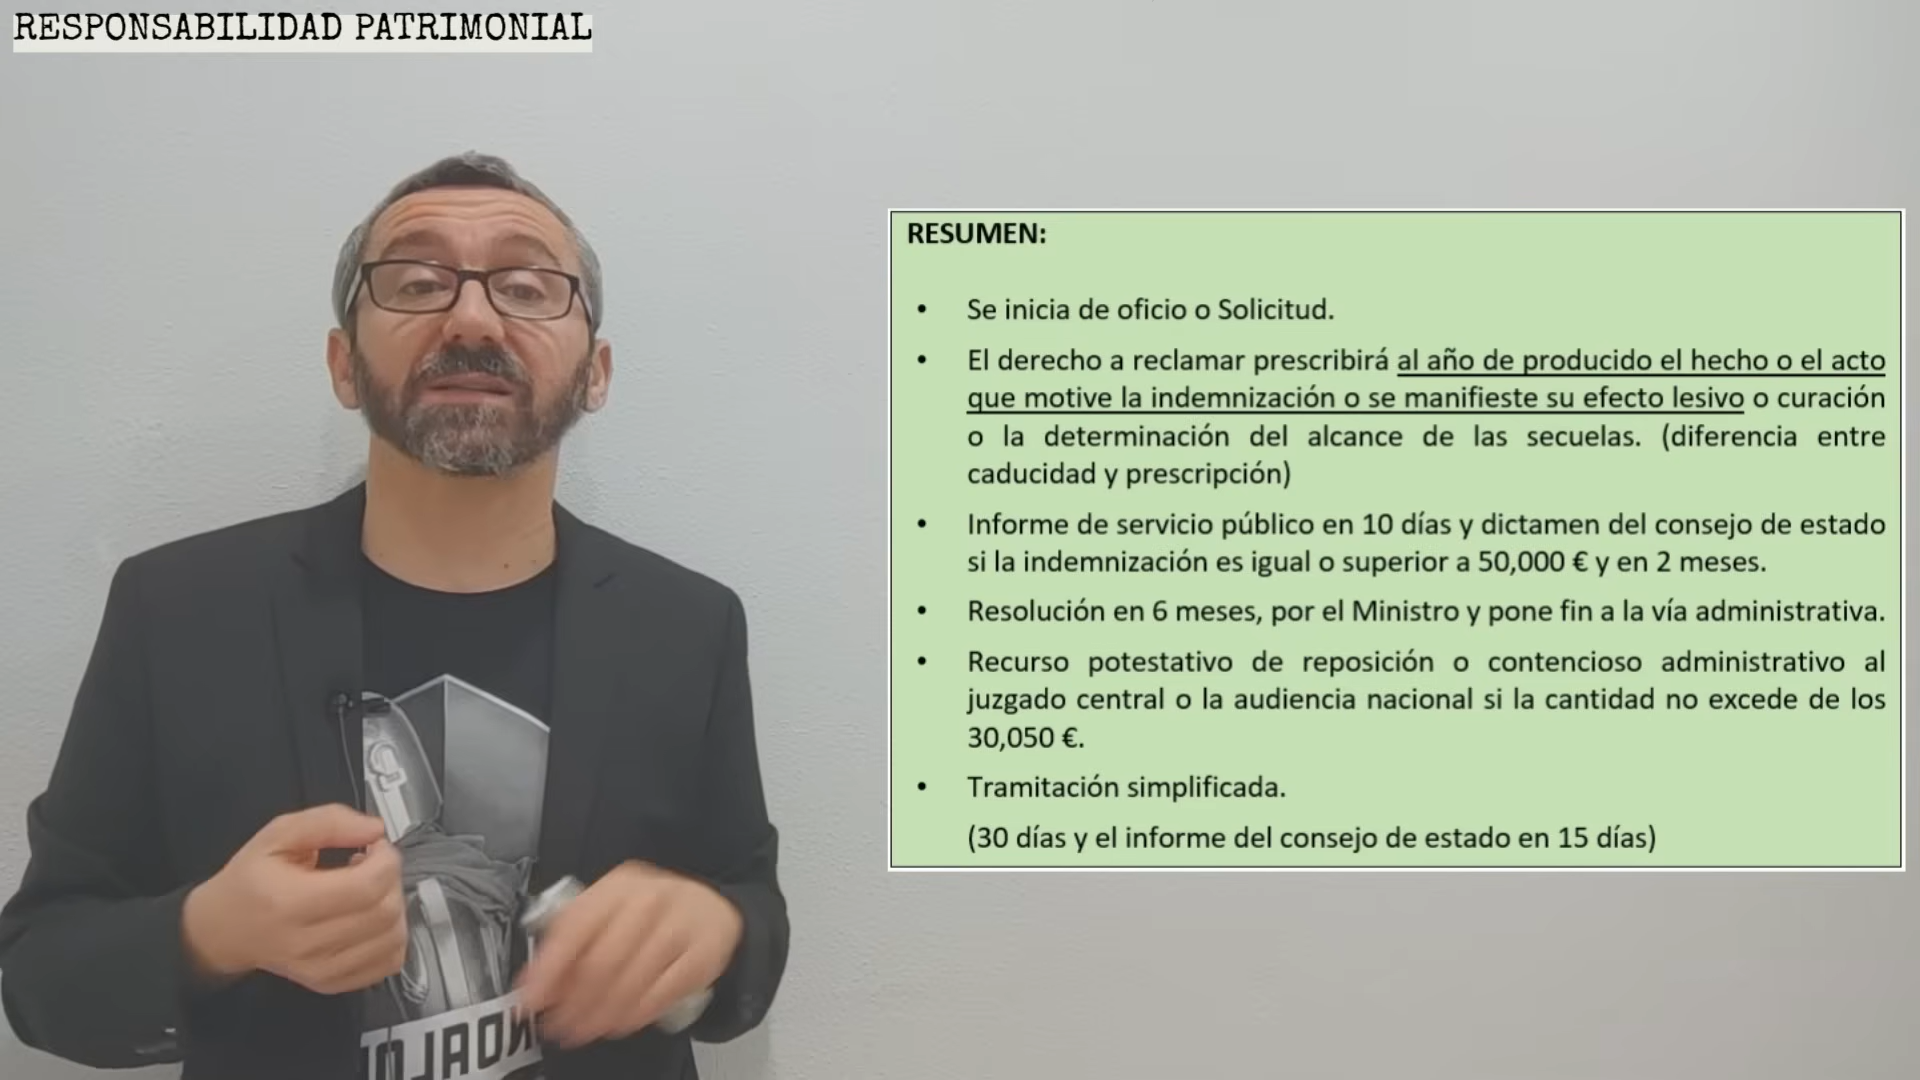 RESPONSABILIDAD PATRIMONIAL
RESUMEN:
• Se inicia de oficio o Solicitud.
• El derecho a reclamar prescribirá al año de producido el hecho o el acto
que motive la indemnización o se manifieste su efecto lesivo o curación
o la determinación del alcance de las secuelas. (diferencia entre
caducidad y prescripción)
• Informe de servicio público en 10 días y dictamen del consejo de estado
si la indemnización es igual o superior a 50,000 € y en 2 meses.
• Resolución en 6 meses, por el Ministro y pone fin a la vía administrativa.
• Recurso potestativo de reposición o contencioso administrativo al
juzgado central o la audiencia nacional si la cantidad no excede de los
30,050 €.
• Tramitación simplificada.
(30 días y el informe del consejo de estado en 15 días)